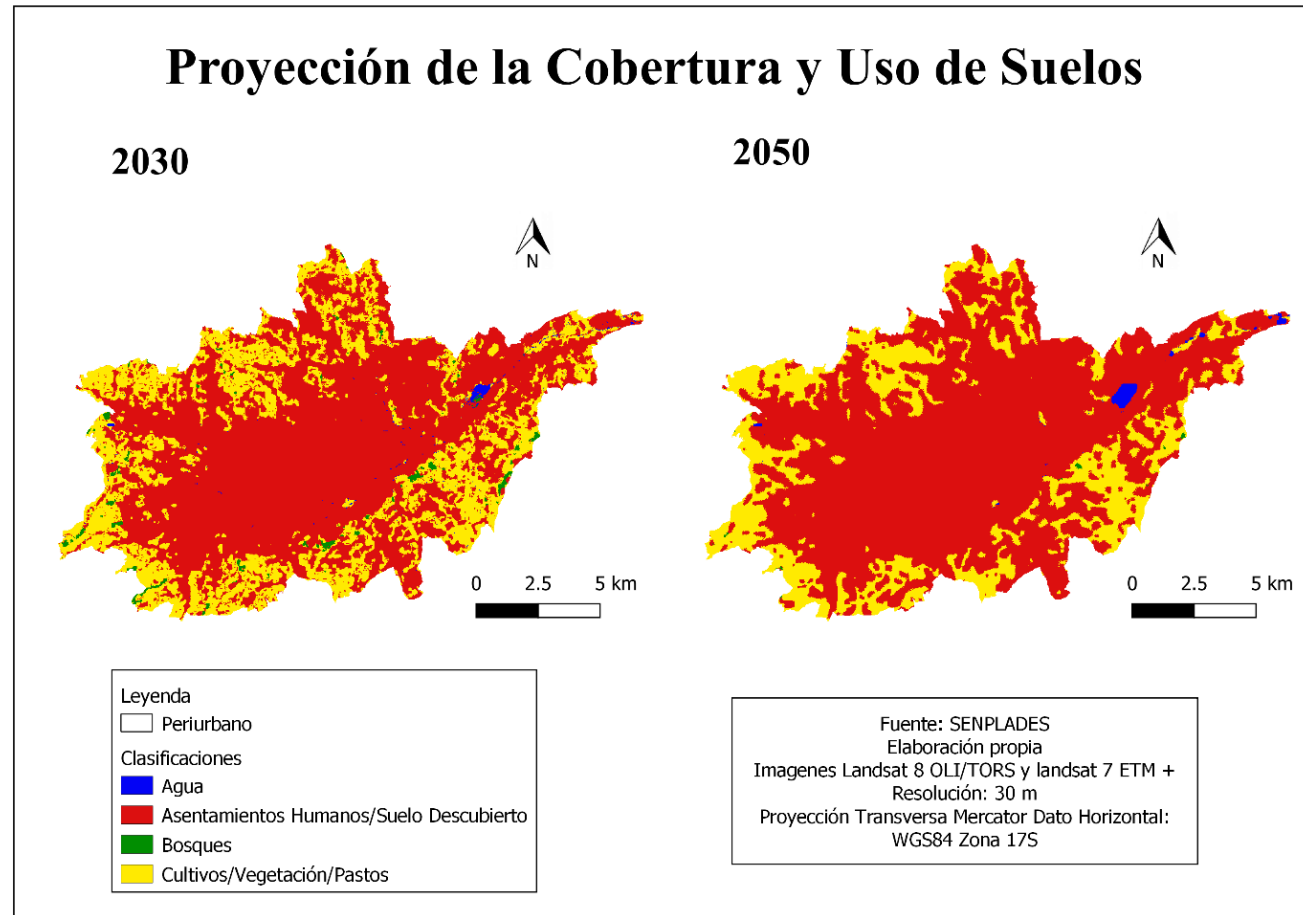 Proyección de la Cobertura y Uso de Suelos
2030
2050
N
N
0 2.5 5 km
0 2.5 5 km
Leyenda
Periurbano
Clasificaciones
Agua
Asentamientos Humanos/Suelo Descubierto
Bosques
Cultivos/Vegetación/Pastos
Fuente: SENPLADES
Elaboración propia
Imagenes Landsat 8 OLI/TORS y landsat 7 ETM +
Resolución: 30 m
Proyección Transversa Mercator Dato Horizontal:
WGS84 Zona 17S